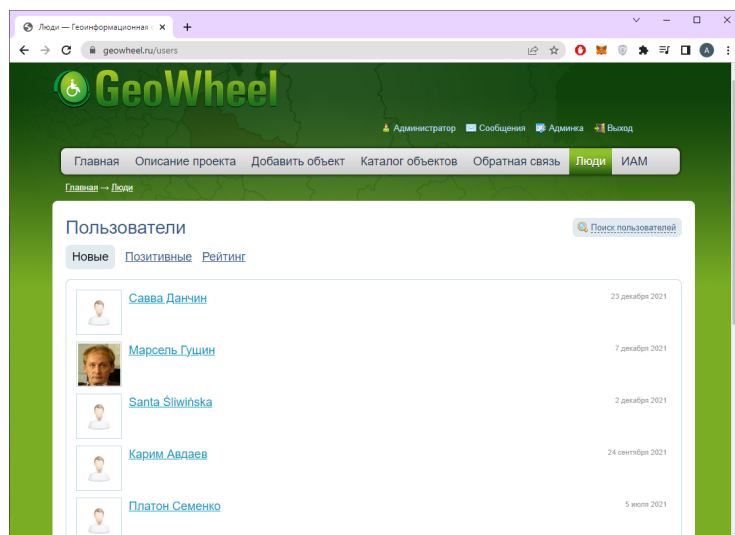 Люди — Геоинформационная с
geowheel.ru/users
A
GeoWheel
Администратор Сообщения Админка Выход
Главная Описание проекта Добавить объект Каталог объектов Обратная связь Люди ИАМ
Главная → Люди
Пользователи
Поиск пользователей
Новые Позитивные Рейтинг
Савва Данчин 23 декабря 2021
Марсель Гущин 7 декабря 2021
Santa Śliwińska 2 декабря 2021
Карим Авдаев 24 сентября 2021
Платон Семенко 5 июля 2021